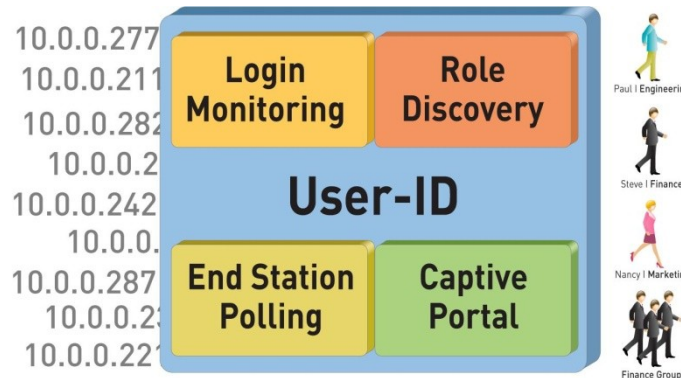 10.0.0.277
10.0.0.211
10.0.0.282
10.0.0.2
10.0.0.242
10.0.0.
10.0.0.287
10.0.0.23
10.0.0.221
Login
Monitoring
Role
Discovery
User-ID
End Station
Polling
Captive
Portal
Paul | Engineerin
Steve | Finance
Nancy | Marketin
Finance Group